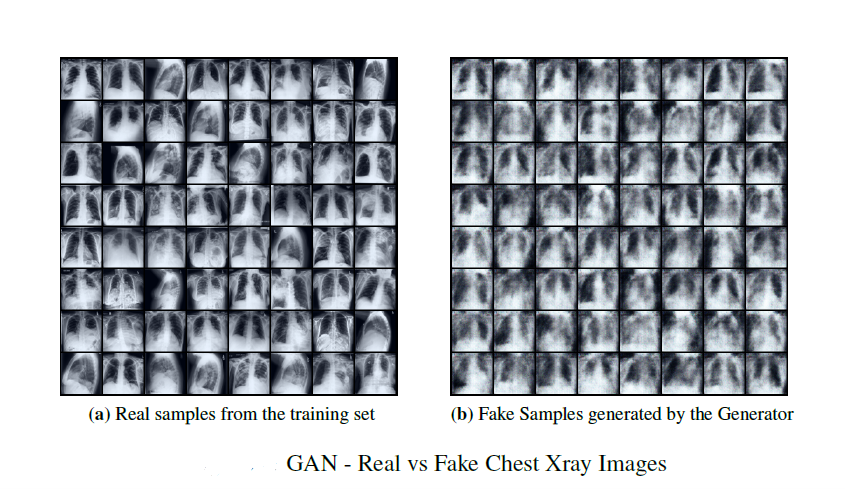 (a) Real samples from the training set
(b) Fake Samples generated by the Generator
GAN - Real vs Fake Chest Xray Images